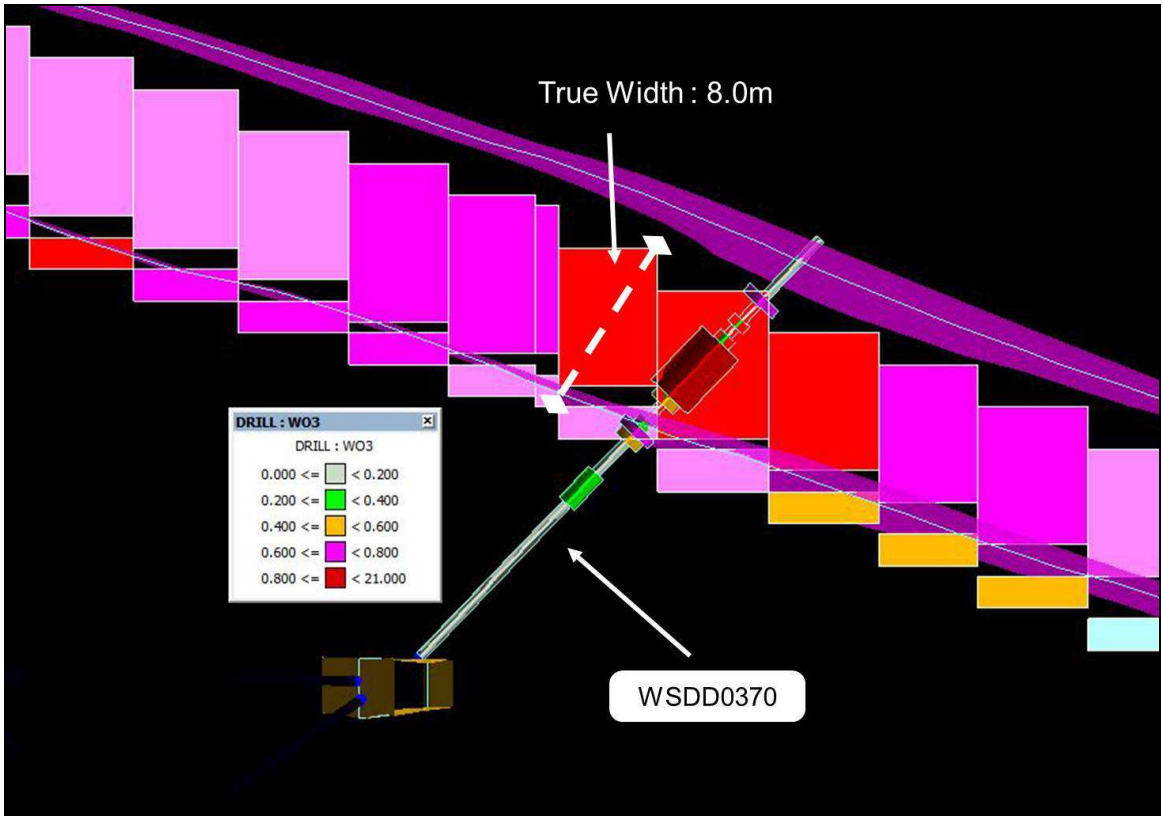 True Width : 8.0m
DRILL : WO3
DRILL : WO3
0.000 <= < 0.200
0.200 <= < 0.400
0.400 <= < 0.600
0.600 <= < 0.800
0.800 <= < 21.000
WSDD0370